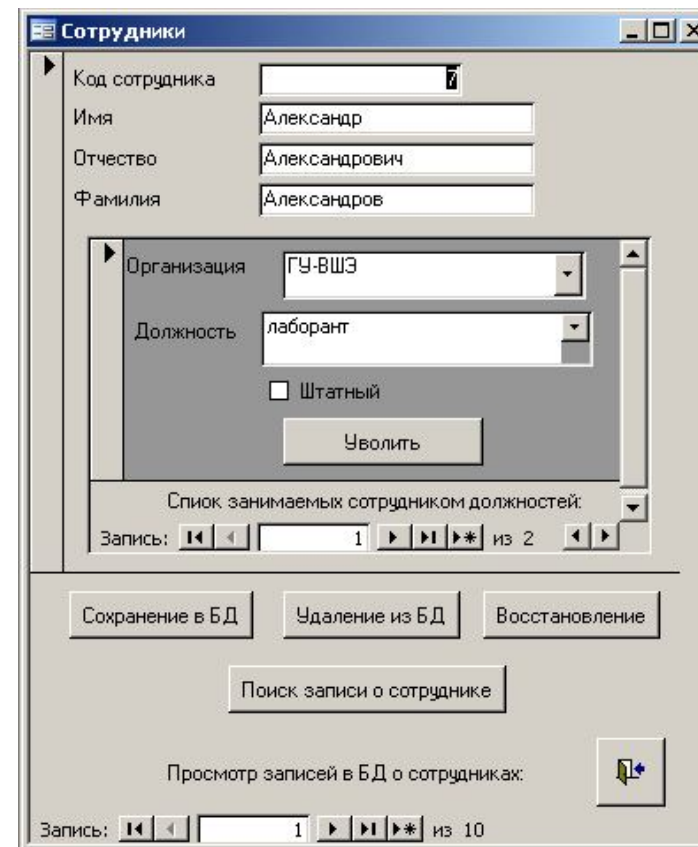 Сотрудники
Код сотрудника 7
Имя Александр
Отчество Александрович
Фамилия Александров
Организация ГУ-ВШЭ
Должность лаборант
Штатный
Уволить
Спиок занимаемых сотрудником должностей:
Запись: 1 из 2
Сохранение в БД Удаление из БД Восстановление
Поиск записи о сотруднике
Просмотр записей в БД о сотрудниках:
Запись: 1 из 10